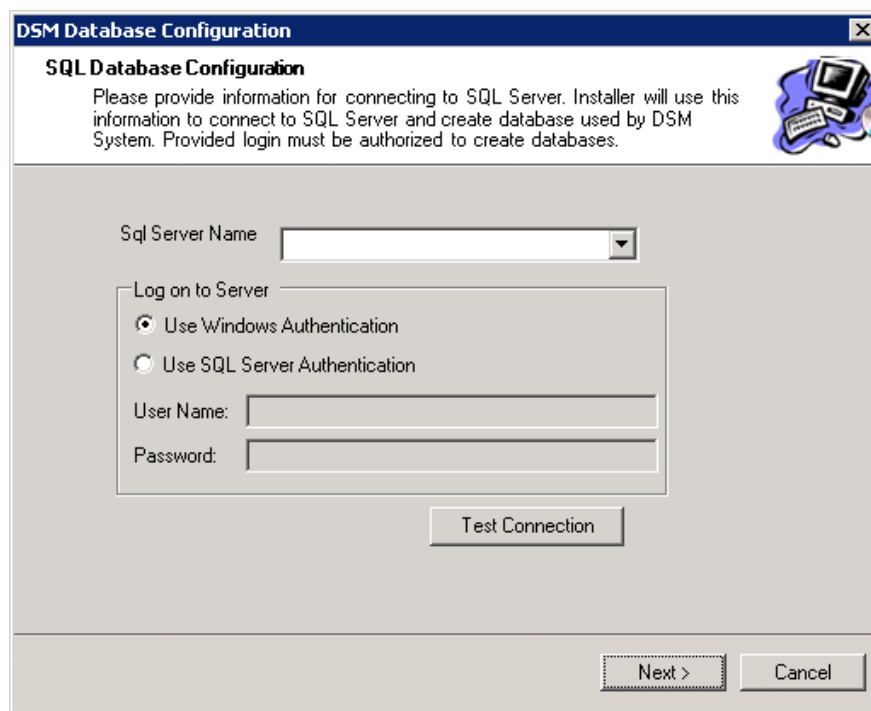 DSM Database Configuration
SQL Database Configuration
Please provide information for connecting to SQL Server. Installer will use this
information to connect to SQL Server and create database used by DSM
System. Provided login must be authorized to create databases.
Sql Server Name
Log on to Server
Use Windows Authentication
Use SQL Server Authentication
User Name:
Password:
Test Connection
Next >
Cancel